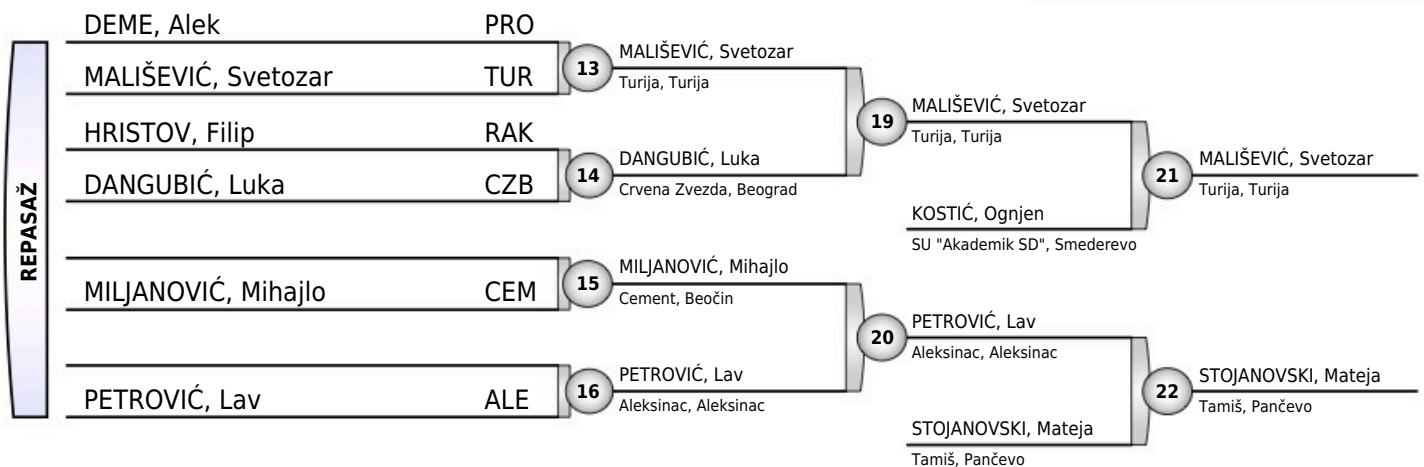 REPASAŽ
DEME, Alek PRO
MALIŠEVIĆ, Svetozar TUR
HRISTOV, Filip RAK
DANGUBIĆ, Luka CZB
MILJANOVIĆ, Mihajlo CEM
PETROVIĆ, Lav ALE
13
MALIŠEVIĆ, Svetozar
Turija, Turija
14
DANGUBIĆ, Luka
Crvena Zvezda, Beograd
15
MILJANOVIĆ, Mihajlo
Cement, Beočin
16
PETROVIĆ, Lav
Aleksinac, Aleksinac
19
MALIŠEVIĆ, Svetozar
Turija, Turija
KOSTIĆ, Ognjen
SU "Akademik SD", Smederevo
20
PETROVIĆ, Lav
Aleksinac, Aleksinac
STOJANOVSKI, Mateja
Tamiš, Pančevo
21
MALIŠEVIĆ, Svetozar
Turija, Turija
22
STOJANOVSKI, Mateja
Tamiš, Pančevo